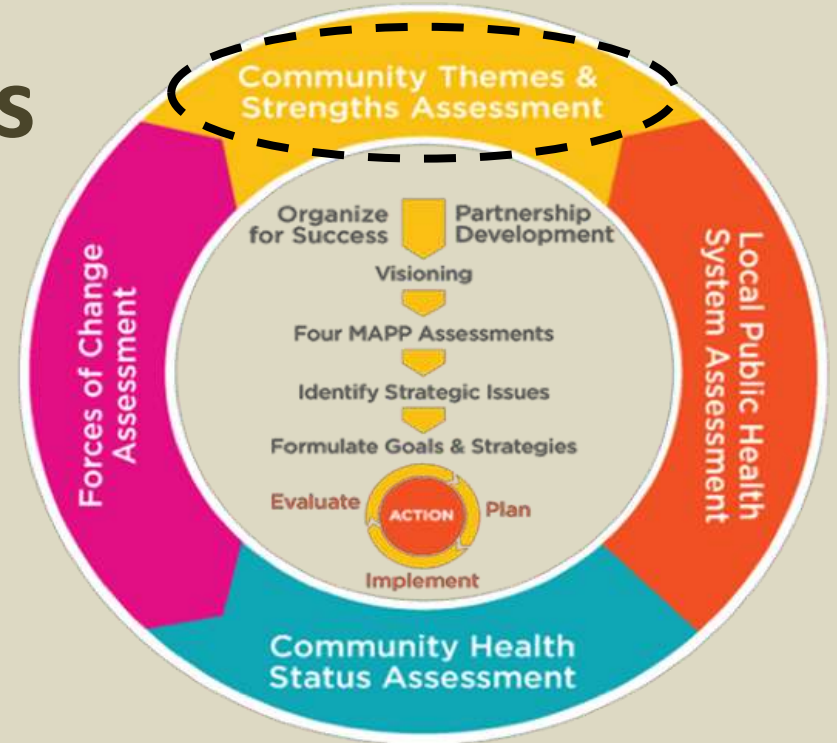 s
Community Themes &
Strengths Assessment
Organize
for Success
Partnership
Development
Visioning
Four MAPP Assessments
Identify Strategic Issues
Formulate Goals & Strategies
Evaluate
ACTION
Plan
Implement
Forces of Change
Assessment
Local Public Health
System Assessment
Community Health
Status Assessment